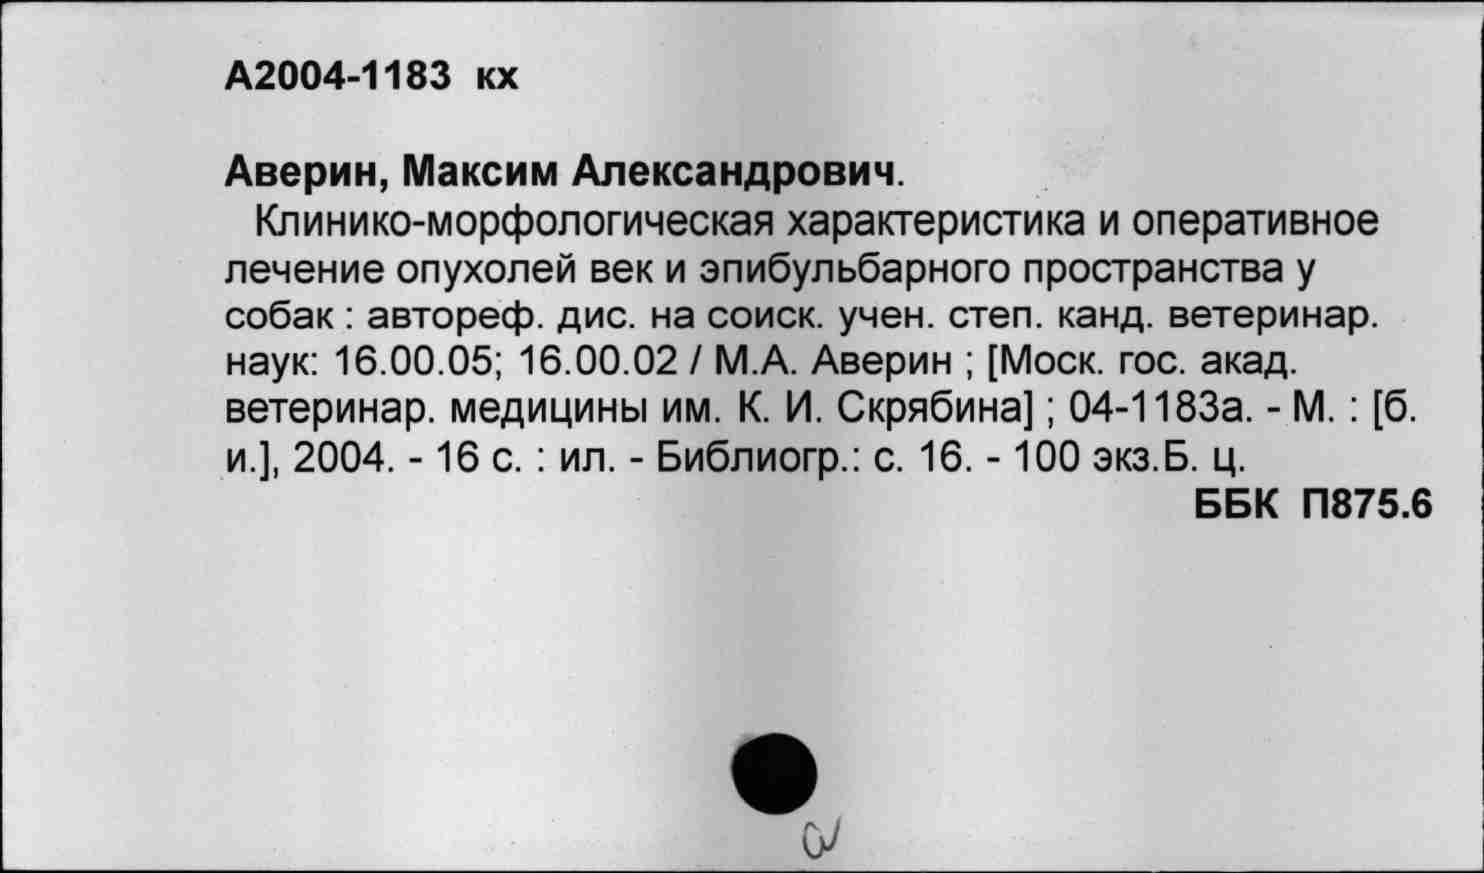 А2004-1183 кх
Аверин, Максим Александрович.
Клинико-морфологическая характеристика и оперативное
лечение опухолей век и эпибульбарного пространства у
собак : автореф. дис. на соиск. учен. степ. канд. ветеринар.
наук: 16.00.05; 16.00.02 / М.А. Аверин ; [Моск. гос. акад.
ветеринар. медицины им. К. И. Скрябина] ; 04-1183а. - М. : [б.
и.], 2004. - 16 с. : ил. - Библиогр.: с. 16. - 100 экз.Б. ц.
ББК П875.6